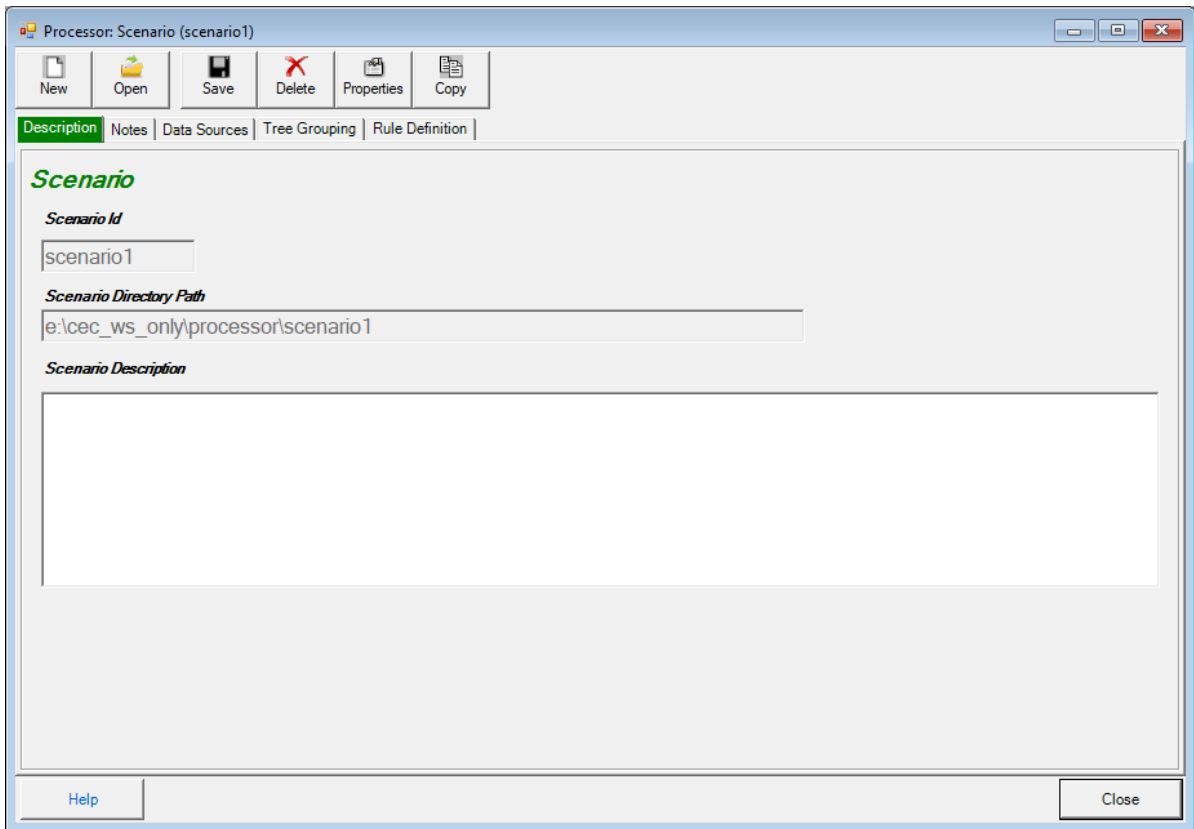 Processor: Scenario (scenario1)
New Open Save Delete Properties Copy
Description Notes Data Sources Tree Grouping Rule Definition
Scenario
Scenario Id
scenario1
Scenario Directory Path
e:\cec_ws_only\processor\scenario1
Scenario Description
Help Close